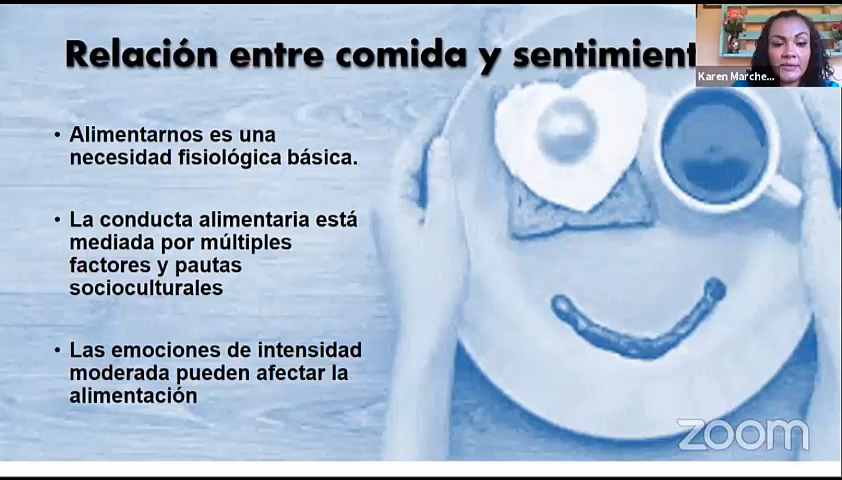 Relación entre comida y sentimient
Karen Marche...
• Alimentarnos es una
necesidad fisiológica básica.
• La conducta alimentaria está
mediada por múltiples
factores y pautas
socioculturales
• Las emociones de intensidad
moderada pueden afectar la
alimentación
zoom